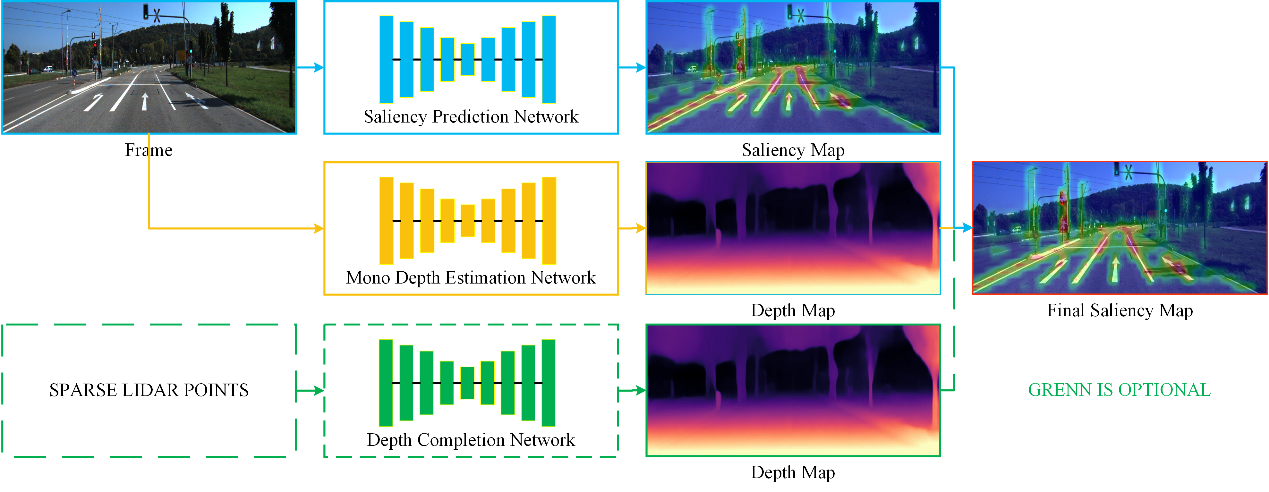 Saliency Prediction Network
Frame
Saliency Map
Mono Depth Estimation Network
Depth Map
Final Saliency Map
SPARSE LIDAR POINTS
Depth Completion Network
GRENN IS OPTIONAL
Depth Map